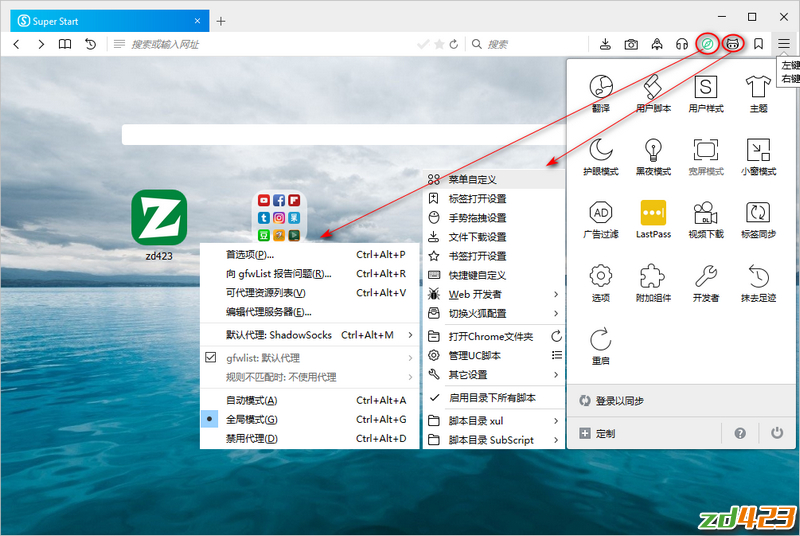 Super Start
搜索或输入网址
搜索
左键
右键
zd423
首选项(P)... Ctrl+Alt+P
向 gfwList 报告问题(R)... Ctrl+Alt+R
可代理资源列表(V) Ctrl+Alt+V
编辑代理服务器(E)...
默认代理: ShadowSocks Ctrl+Alt+M
gfwlist: 默认代理
规则不匹配时: 不使用代理
自动模式(A) Ctrl+Alt+A
全局模式(G) Ctrl+Alt+G
禁用代理(D) Ctrl+Alt+D
菜单自定义
标签打开设置
手势拖拽设置
文件下载设置
书签打开设置
快捷键自定义
Web 开发者
切换火狐配置
打开Chrome文件夹
管理UC脚本
其它设置
启用目录下所有脚本
脚本目录 xul
脚本目录 SubScript
翻译 用户脚本 用户样式 主题
护眼模式 黑夜模式 宽屏模式 小窗模式
AD
DL
广告过滤 LastPass 视频下载 标签同步
选项 附加组件 开发者 抹去足迹
重启
登录以同步
定制
zd423